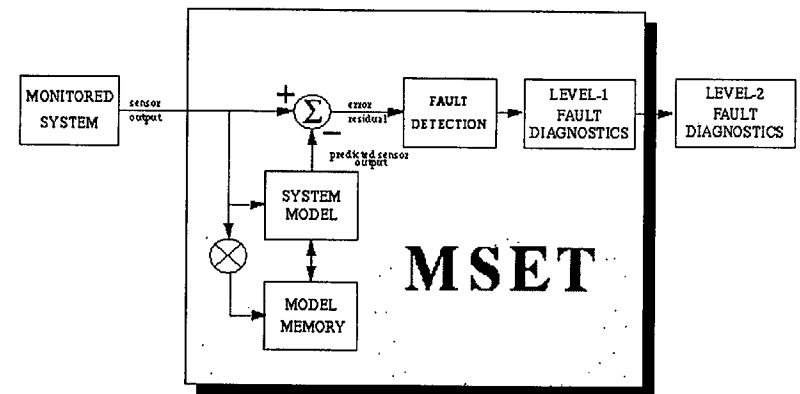 MONITORED
SYSTEM
sensor
output
+
Σ
−
error
residual
FAULT
DETECTION
LEVEL-1
FAULT
DIAGNOSTICS
LEVEL-2
FAULT
DIAGNOSTICS
predicted sensor
output
SYSTEM
MODEL
MSET
MODEL
MEMORY